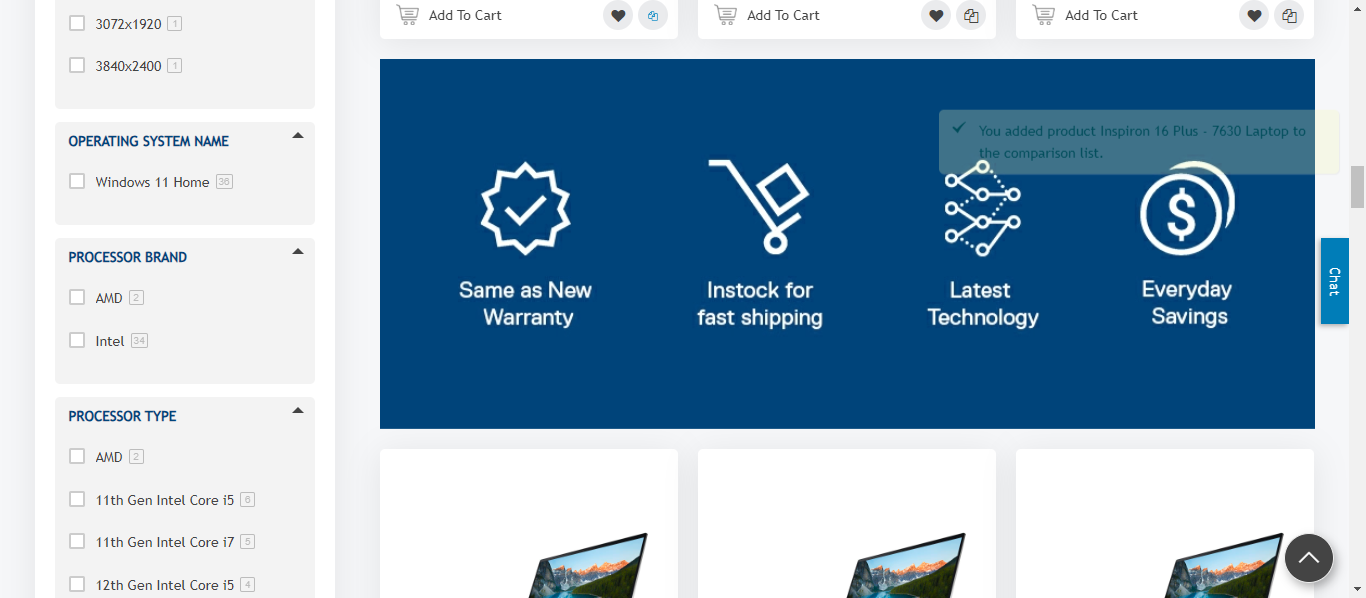 3072x1920 1
3840x2400 1
OPERATING SYSTEM NAME
Windows 11 Home 36
PROCESSOR BRAND
AMD 2
Intel 34
PROCESSOR TYPE
AMD 2
11th Gen Intel Core i5 6
11th Gen Intel Core i7 5
12th Gen Intel Core i5 4
Add To Cart
Add To Cart
Add To Cart
You added product Inspiron 16 Plus - 7630 Laptop to
the comparison list.
Same as New
Warranty
Instock for
fast shipping
Latest
Technology
Everyday
Savings
Chat